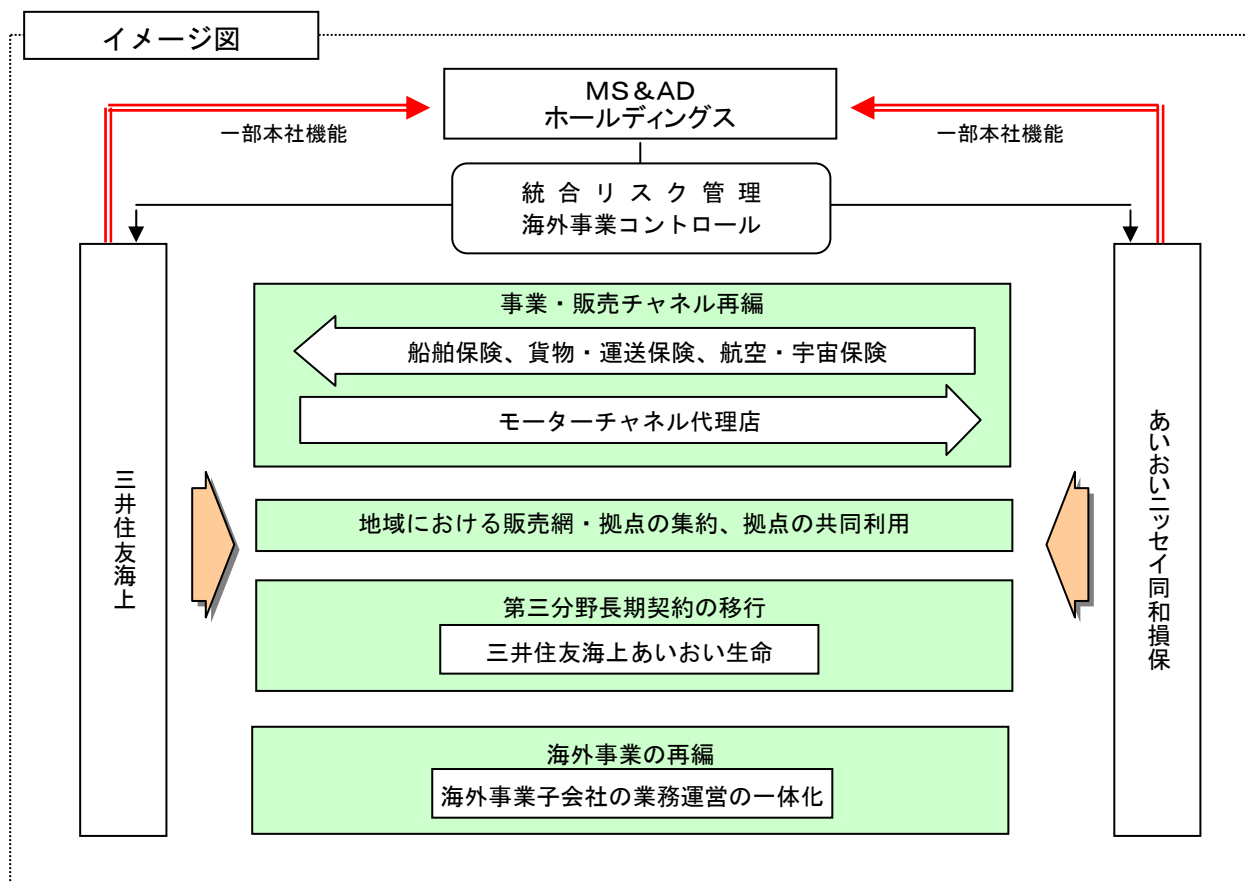 イメージ図
MS&AD
ホールディングス
一部本社機能
一部本社機能
統合リスク管理
海外事業コントロール
事業・販売チャネル再編
船舶保険、貨物・運送保険、航空・宇宙保険
モーターチャネル代理店
三井住友海上
あいおいニッセイ同和損保
地域における販売網・拠点の集約、拠点の共同利用
第三分野長期契約の移行
三井住友海上あいおい生命
海外事業の再編
海外事業子会社の業務運営の一体化